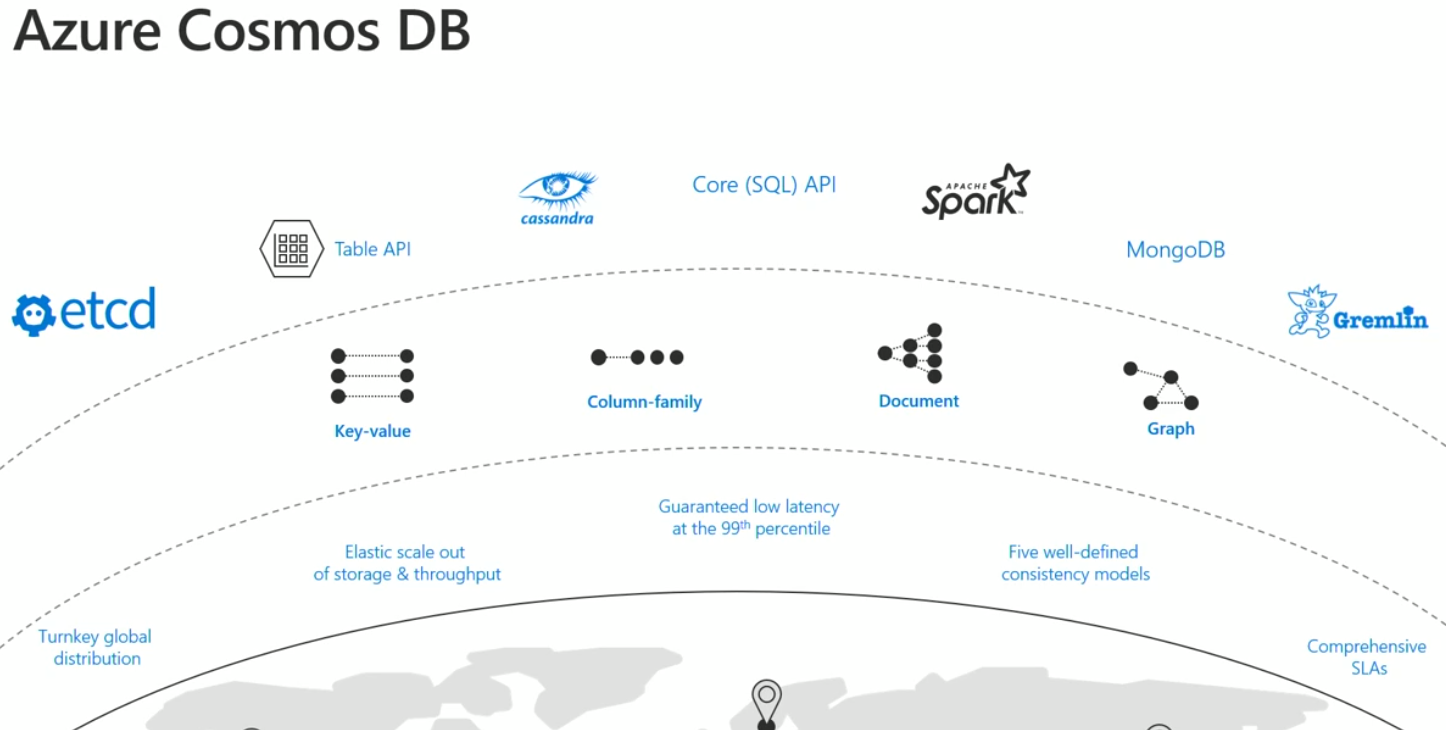 Azure Cosmos DB
cassandra
Core (SQL) API
APACHE
Spark™
Table API
MongoDB
etcd
Gremlin
Key-value
Column-family
Document
Graph
Guaranteed low latency
at the 99th percentile
Elastic scale out
of storage & throughput
Five well-defined
consistency models
Turnkey global
distribution
Comprehensive
SLAs